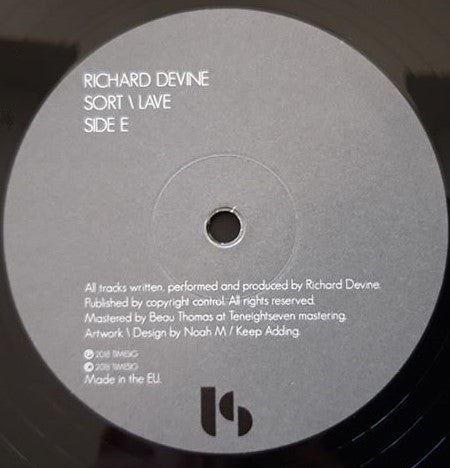 RICHARD DEVINE
SORT \ LAVE
SIDE E
All tracks written, performed and produced by Richard Devine.
Published by copyright control. All rights reserved.
Mastered by Beau Thomas at Teneightseven mastering.
Artwork \ Design by Noah M / Keep Adding.
℗ 2018 TIMESIG
© 2018 TIMESIG
Made in the EU.